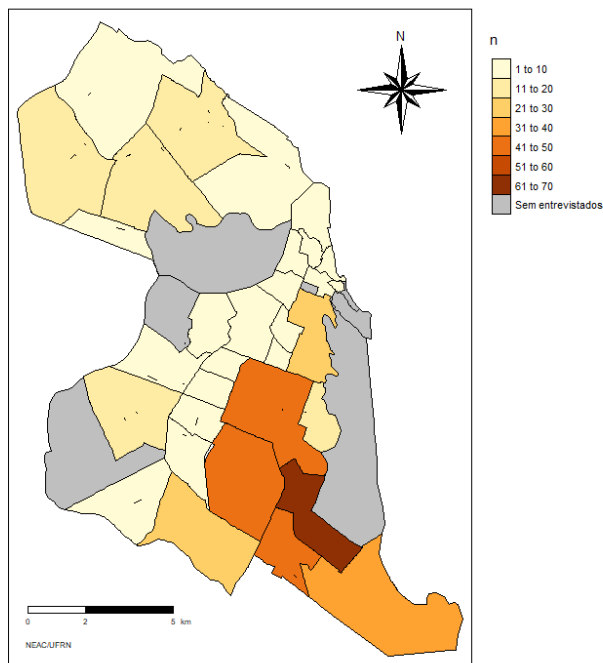 N
n
1 to 10
11 to 20
21 to 30
31 to 40
41 to 50
51 to 60
61 to 70
Sem entrevistados
0 2 5 km
NEAC/UFRN